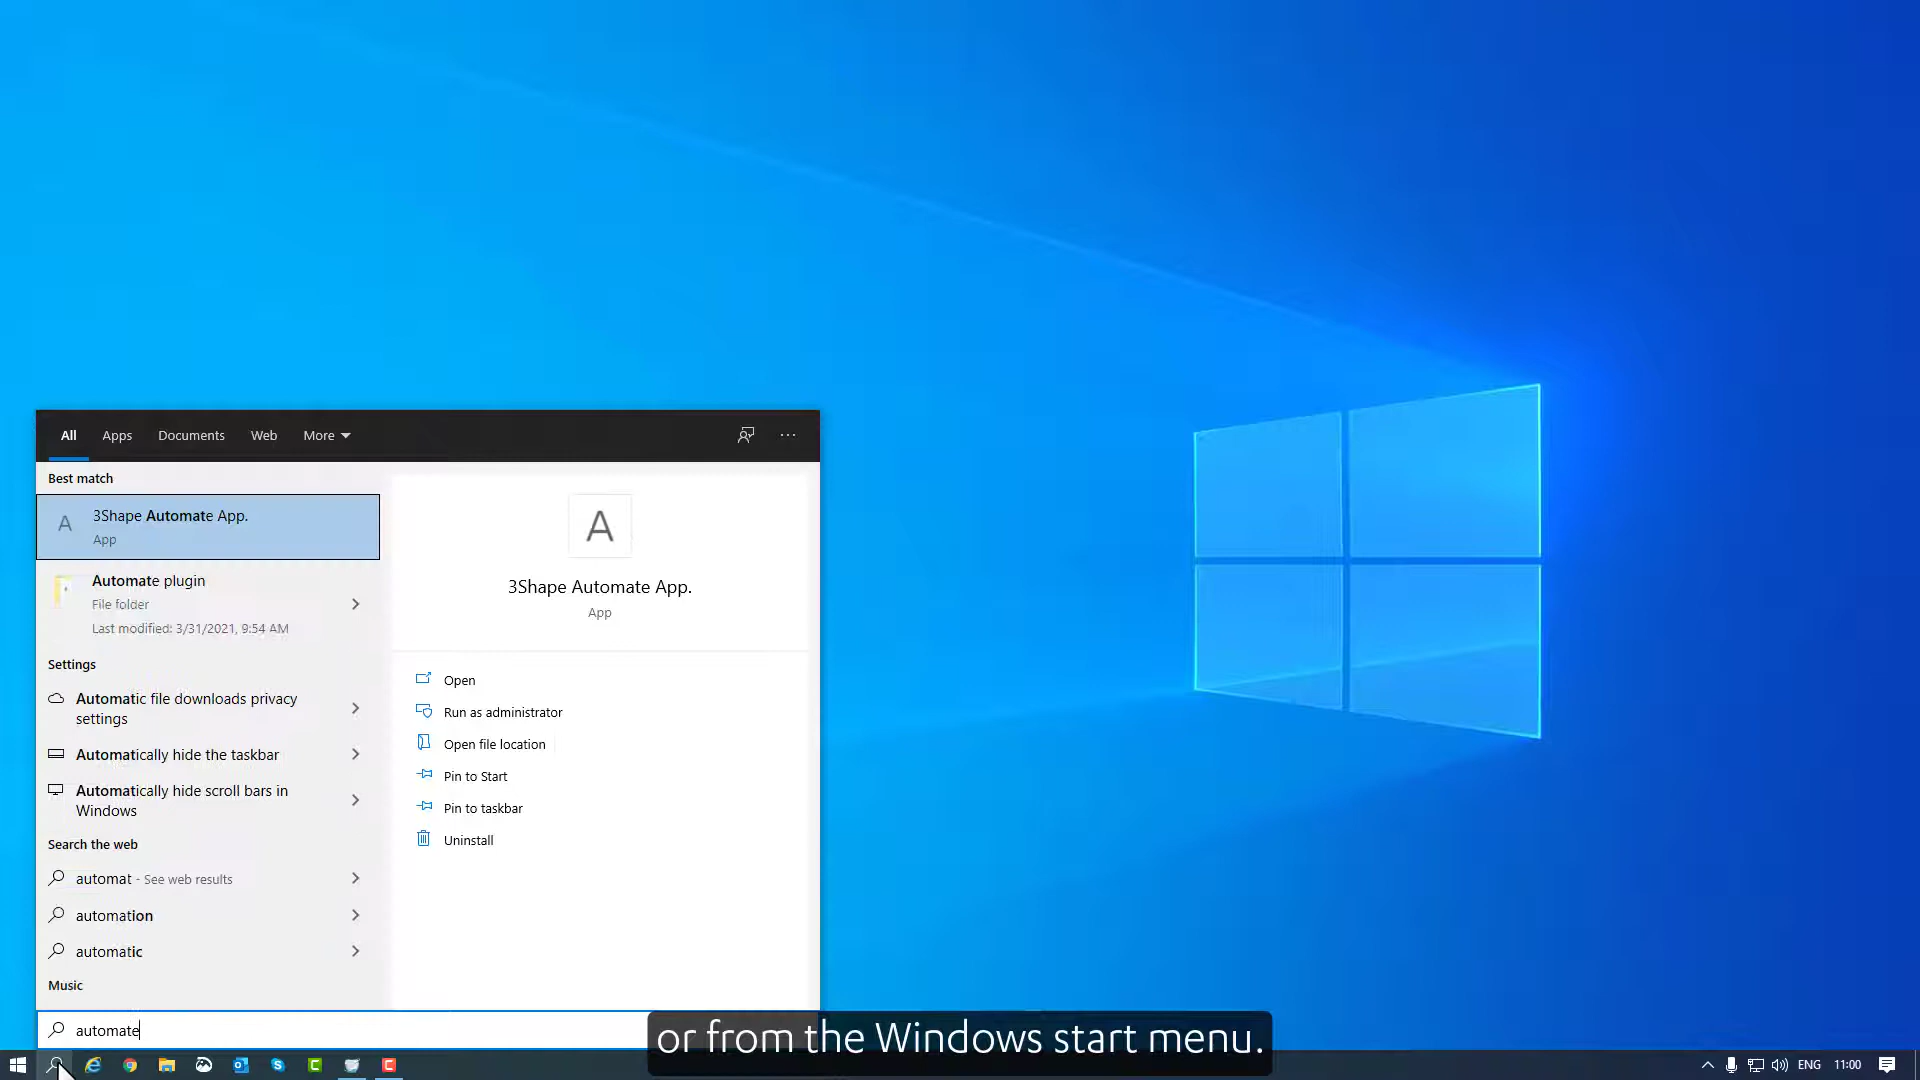 All
Apps
Documents
Web
More
Best match
A
3Shape Automate App.
App
Automate plugin
File folder
Last modified: 3/31/2021, 9:54 AM
Settings
Automatic file downloads privacy
settings
Automatically hide the taskbar
Automatically hide scroll bars in
Windows
Search the web
automat - See web results
automation
automatic
Music
automate
A
3Shape Automate App.
App
Open
Run as administrator
Open file location
Pin to Start
Pin to taskbar
Uninstall
or from the Windows start menu.
ENG
11:00